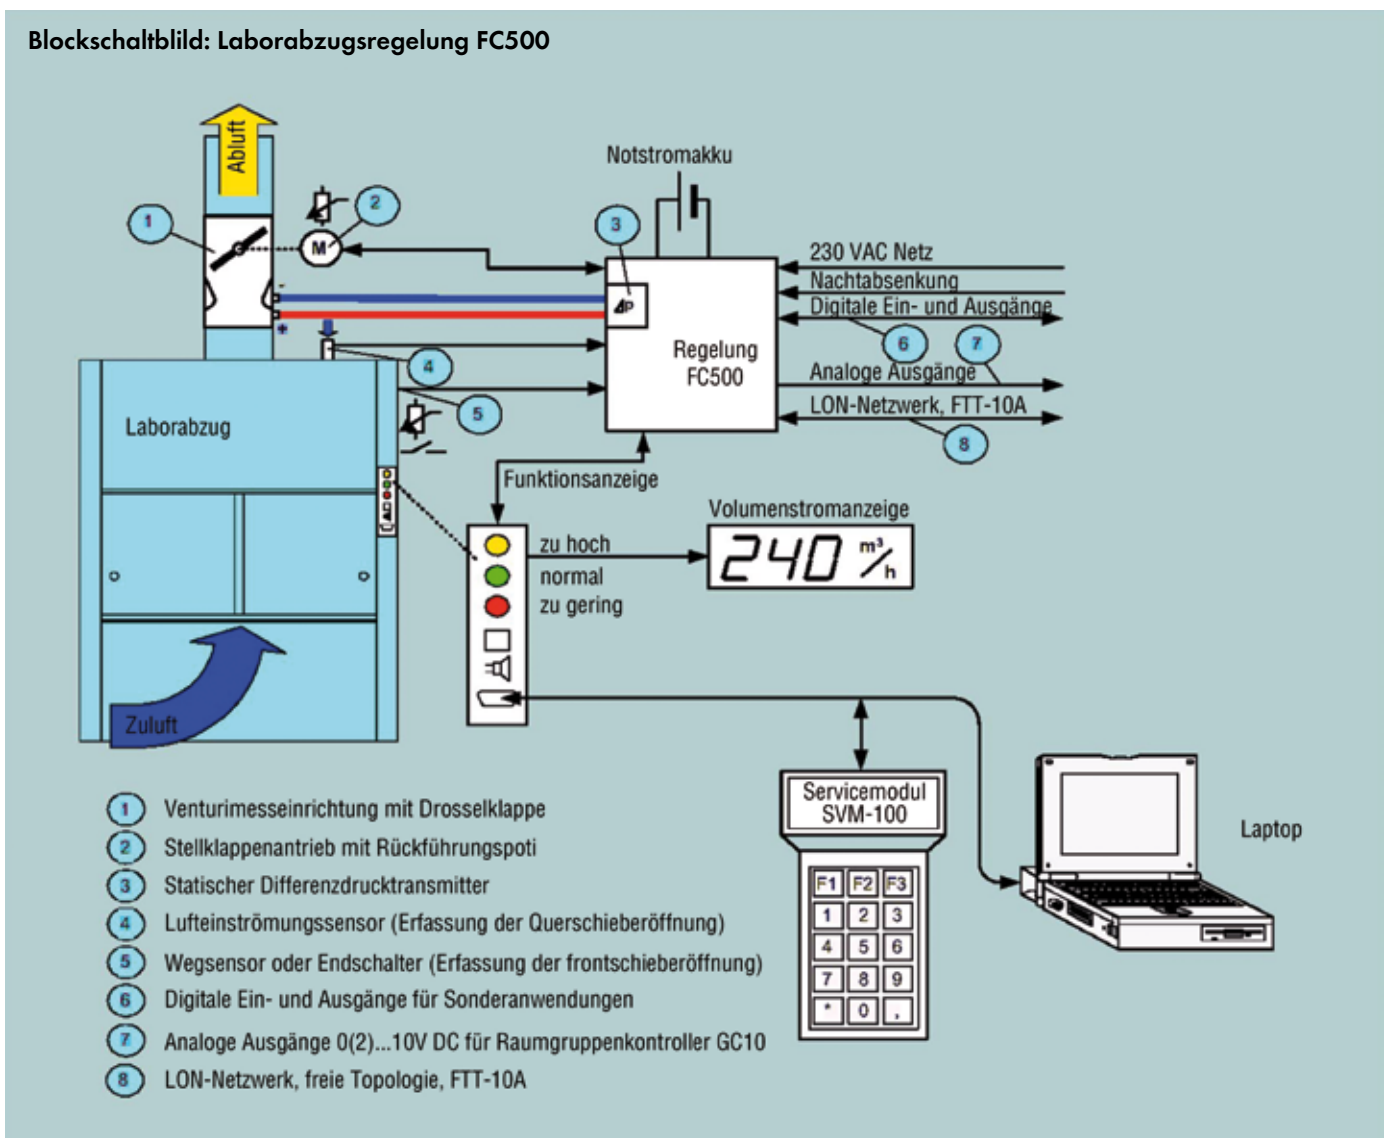 Blockschaltblild: Laborabzugsregelung FC500
Abluft
Notstromakku
1
2
3
M
230 VAC Netz
Nachtabsenkung
Digitale Ein- und Ausgänge
-
+
ΔP
6
7
Regelung
FC500
4
Analoge Ausgänge
5
LON-Netzwerk, FTT-10A
8
Laborabzug
Funktionsanzeige
Volumenstromanzeige
zu hoch
240 m³/h
normal
zu gering
Zuluft
Servicemodul
SVM-100
Laptop
F1 F2 F3
1 2 3
4 5 6
7 8 9
* 0 ,
1 Venturimesseinrichtung mit Drosselklappe
2 Stellklappenantrieb mit Rückführungspoti
3 Statischer Differenzdrucktransmitter
4 Lufteinströmungssensor (Erfassung der Querschieberöffnung)
5 Wegsensor oder Endschalter (Erfassung der frontschieberöffnung)
6 Digitale Ein- und Ausgänge für Sonderanwendungen
7 Analoge Ausgänge 0(2)...10V DC für Raumgruppenkontroller GC10
8 LON-Netzwerk, freie Topologie, FTT-10A